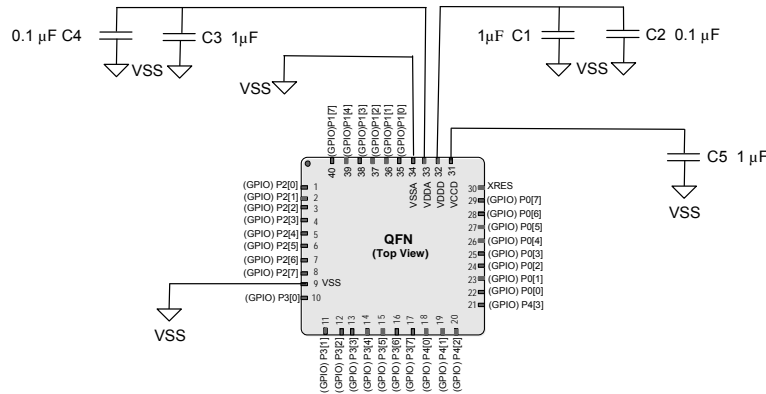 0.1 µF C4
C3 1µF
VSS
VSS
1µF C1
C2 0.1 µF
VSS
C5 1 µF
VSS
(GPIO)P1[7]
(GPIO)P1[4]
(GPIO)P1[3]
(GPIO)P1[2]
(GPIO)P1[1]
(GPIO)P1[0]
40
39
38
37
36
35
34
33
32
31
VSSA
VDDA
VDDD
VCCD
QFN
(Top View)
(GPIO) P2[0] 1
(GPIO) P2[1] 2
(GPIO) P2[2] 3
(GPIO) P2[3] 4
(GPIO) P2[4] 5
(GPIO) P2[5] 6
(GPIO) P2[6] 7
(GPIO) P2[7] 8
9 VSS
(GPIO) P3[0] 10
VSS
30 XRES
29 (GPIO) P0[7]
28 (GPIO) P0[6]
27 (GPIO) P0[5]
26 (GPIO) P0[4]
25 (GPIO) P0[3]
24 (GPIO) P0[2]
23 (GPIO) P0[1]
22 (GPIO) P0[0]
21 (GPIO) P4[3]
11
12
13
14
15
16
17
18
19
20
(GPIO) P3[1]
(GPIO) P3[2]
(GPIO) P3[3]
(GPIO) P3[4]
(GPIO) P3[5]
(GPIO) P3[6]
(GPIO) P3[7]
(GPIO) P4[0]
(GPIO) P4[1]
(GPIO) P4[2]